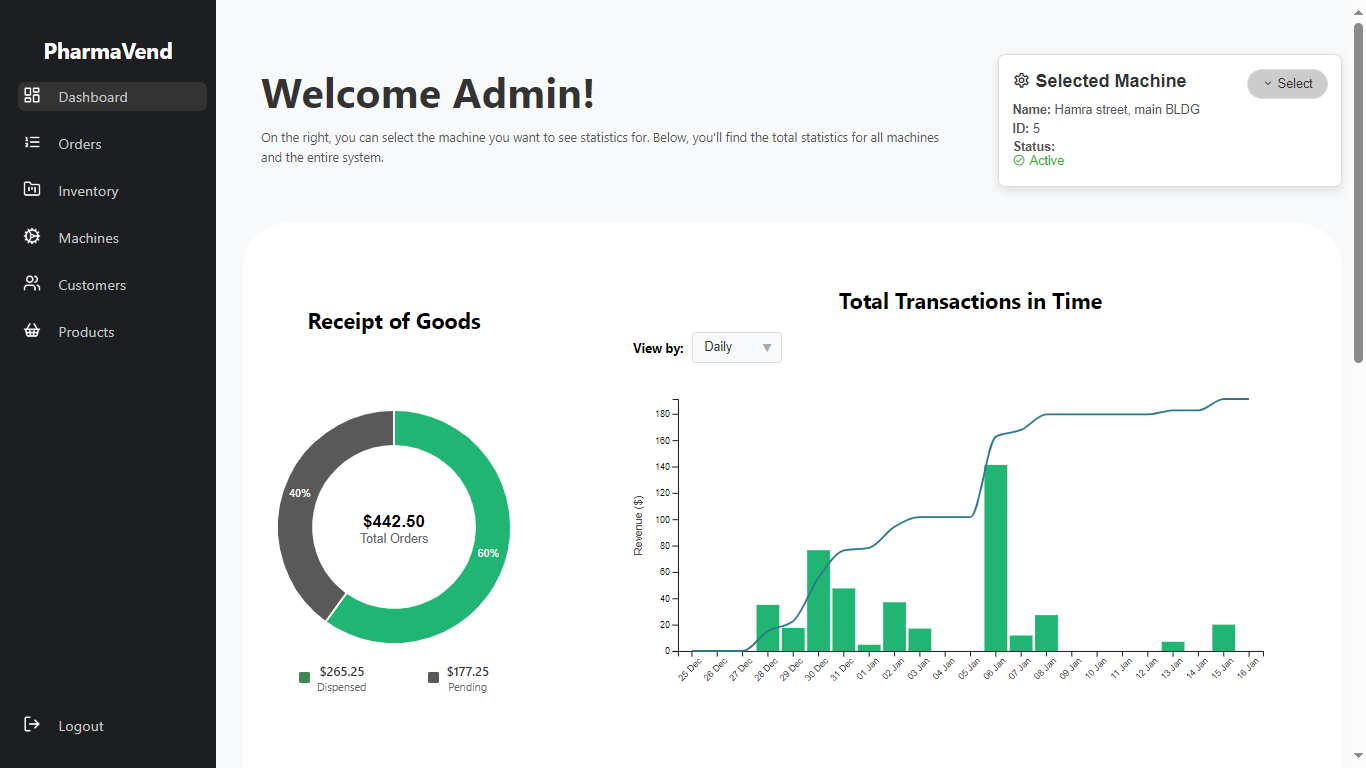 PharmaVend
Dashboard
Orders
Inventory
Machines
Customers
Products
Logout
Welcome Admin!
On the right, you can select the machine you want to see statistics for. Below, you'll find the total statistics for all machines
and the entire system.
Selected Machine
Select
Name: Hamra street, main BLDG
ID: 5
Status:
Active
Receipt of Goods
40%
$442.50
Total Orders
60%
$265.25
Dispensed
$177.25
Pending
Total Transactions in Time
View by:
Daily
Revenue ($)
180
160
140
120
100
80
60
40
20
0
25 Dec
26 Dec
27 Dec
28 Dec
29 Dec
30 Dec
31 Dec
01 Jan
02 Jan
03 Jan
04 Jan
05 Jan
06 Jan
07 Jan
08 Jan
09 Jan
10 Jan
11 Jan
12 Jan
13 Jan
14 Jan
15 Jan
16 Jan